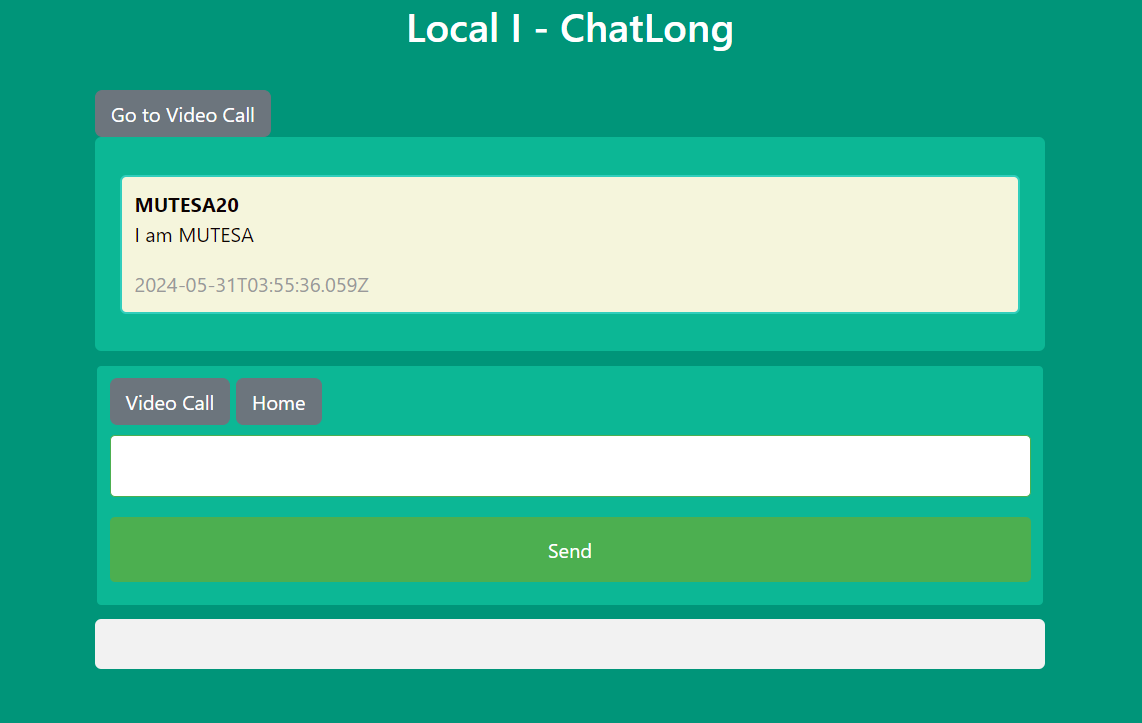 Local I - ChatLong
Go to Video Call
MUTESA20
I am MUTESA
2024-05-31T03:55:36.059Z
Video Call Home
Send